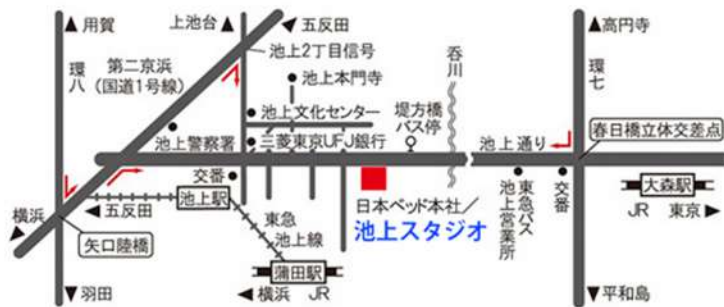 ▲用賀
上池台▲
▲五反田
▲高円寺
環八
第二京浜
(国道1号線)
池上2丁目信号
池上本門寺
呑川
環七
池上文化センター
堤方橋
バス停
池上警察署
三菱東京UFJ銀行
池上通り
春日橋立体交差点
交番
池上駅
◀五反田
横浜
矢口陸橋
東急
池上線
日本ベッド本社／
池上スタジオ
東急バス
池上営業所
交番
大森駅
JR 東京▶
蒲田駅
▼羽田
◀横浜 JR
▼平和島